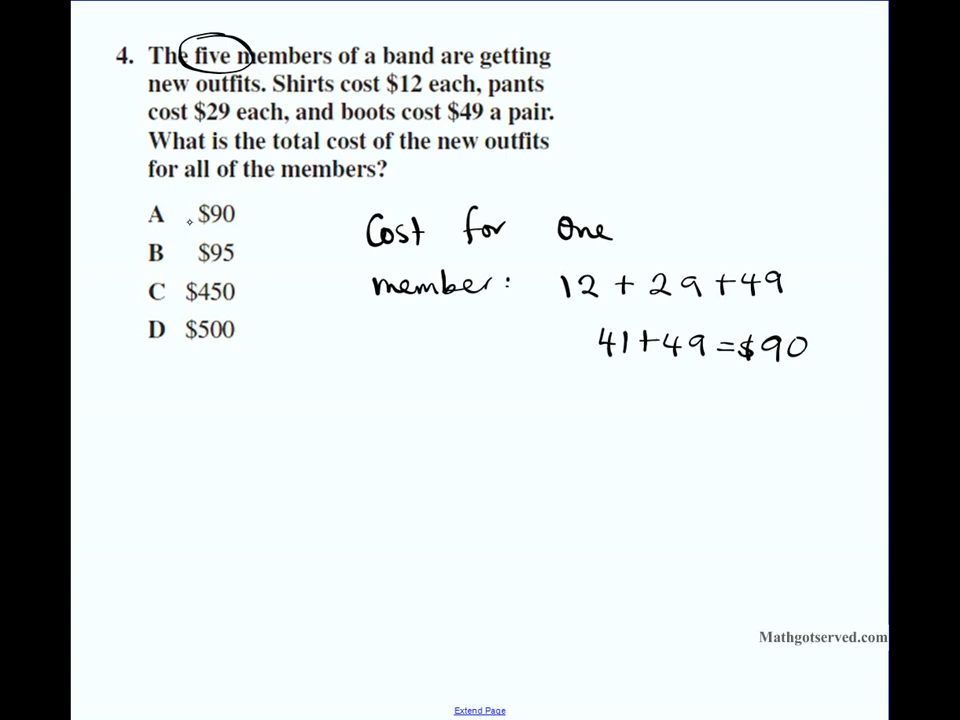 4. The five members of a band are getting
new outfits. Shirts cost $12 each, pants
cost $29 each, and boots cost $49 a pair.
What is the total cost of the new outfits
for all of the members?
A $90
B $95
C $450
D $500
Cost for one
member: 12 + 29 + 49
41 + 49 = $90
Mathgotserved.com
Extend Page